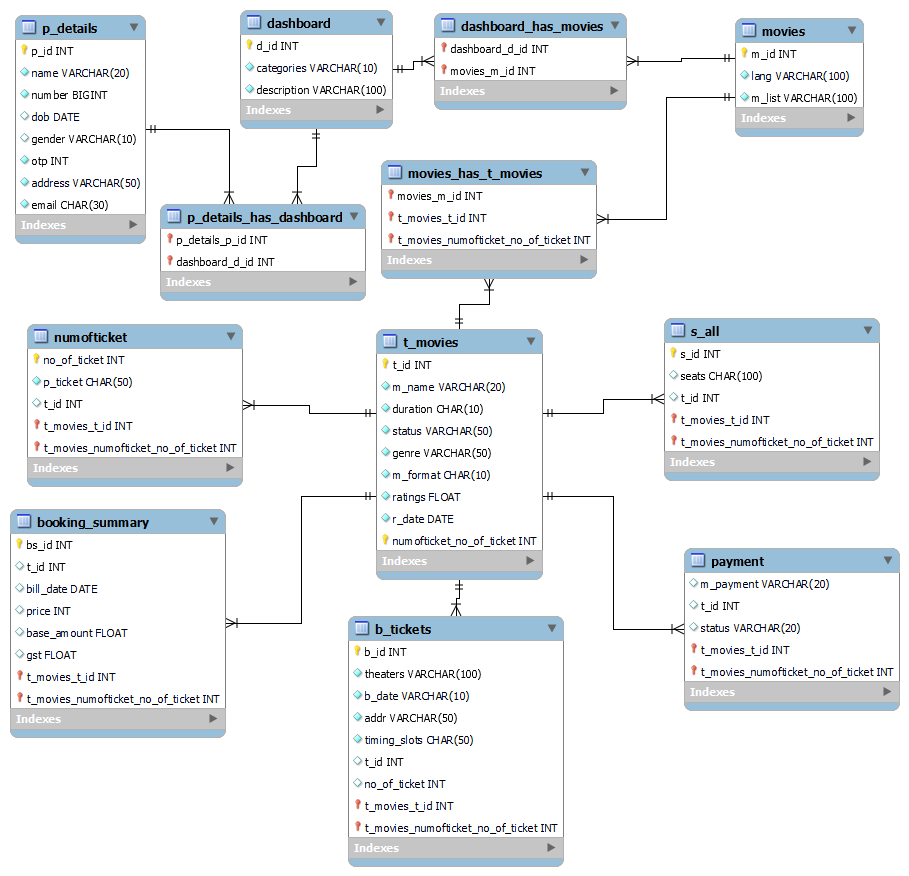 p_details
p_id INT
name VARCHAR(20)
number BIGINT
dob DATE
gender VARCHAR(10)
otp INT
address VARCHAR(50)
email CHAR(30)
Indexes
dashboard
d_id INT
categories VARCHAR(10)
description VARCHAR(100)
Indexes
dashboard_has_movies
dashboard_d_id INT
movies_m_id INT
Indexes
movies
m_id INT
lang VARCHAR(100)
m_list VARCHAR(100)
Indexes
p_details_has_dashboard
p_details_p_id INT
dashboard_d_id INT
Indexes
movies_has_t_movies
movies_m_id INT
t_movies_t_id INT
t_movies_numofticket_no_of_ticket INT
Indexes
numofticket
no_of_ticket INT
p_ticket CHAR(50)
t_id INT
t_movies_t_id INT
t_movies_numofticket_no_of_ticket INT
Indexes
t_movies
t_id INT
m_name VARCHAR(20)
duration CHAR(10)
status VARCHAR(50)
genre VARCHAR(50)
m_format CHAR(10)
ratings FLOAT
r_date DATE
numofticket_no_of_ticket INT
Indexes
s_all
s_id INT
seats CHAR(100)
t_id INT
t_movies_t_id INT
t_movies_numofticket_no_of_ticket INT
Indexes
booking_summary
bs_id INT
t_id INT
bill_date DATE
price INT
base_amount FLOAT
gst FLOAT
t_movies_t_id INT
t_movies_numofticket_no_of_ticket INT
Indexes
payment
m_payment VARCHAR(20)
t_id INT
status VARCHAR(20)
t_movies_t_id INT
t_movies_numofticket_no_of_ticket INT
Indexes
b_tickets
b_id INT
theaters VARCHAR(100)
b_date VARCHAR(10)
addr VARCHAR(50)
timing_slots CHAR(50)
t_id INT
no_of_ticket INT
t_movies_t_id INT
t_movies_numofticket_no_of_ticket INT
Indexes